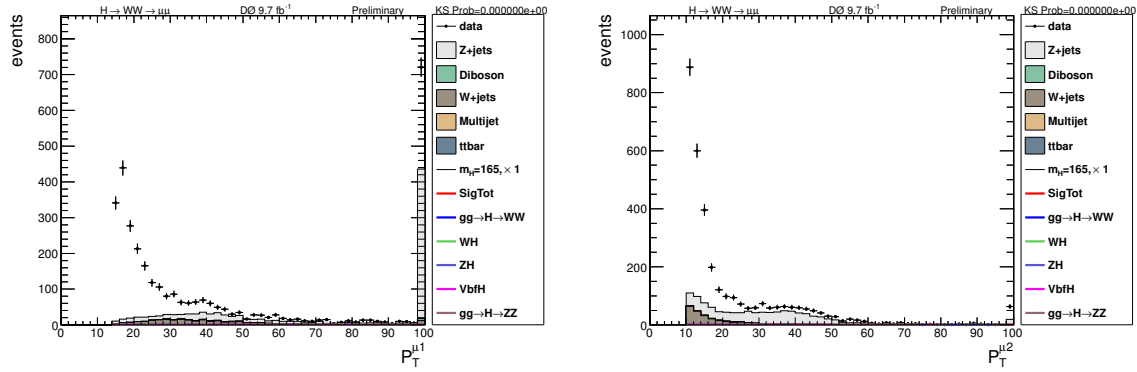 H → WW → μμ DØ 9.7 fb⁻¹ Preliminary KS Prob=0.000000e+00
events
800
700
600
500
400
300
200
100
0
0 10 20 30 40 50 60 70 80 90 100
P_T^μ1
data
Z+jets
Diboson
W+jets
Multijet
ttbar
m_H=165, × 1
SigTot
gg→H→WW
WH
ZH
VbfH
gg→H→ZZ
H → WW → μμ DØ 9.7 fb⁻¹ Preliminary KS Prob=0.000000e+00
events
1000
800
600
400
200
0
0 10 20 30 40 50 60 70 80 90 100
P_T^μ2
data
Z+jets
Diboson
W+jets
Multijet
ttbar
m_H=165, × 1
SigTot
gg→H→WW
WH
ZH
VbfH
gg→H→ZZ